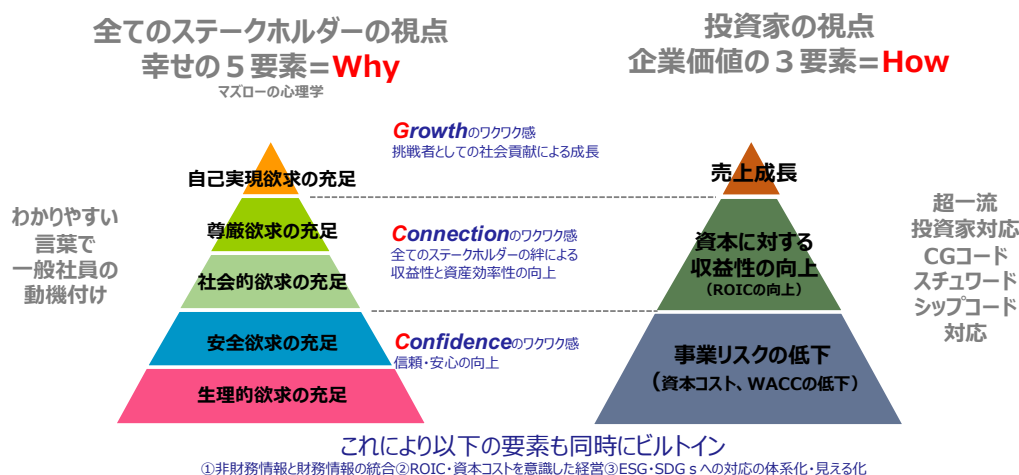 全てのステークホルダーの視点
幸せの５要素=Why
マズローの心理学
投資家の視点
企業価値の３要素=How
Growthのワクワク感
挑戦者としての社会貢献による成長
自己実現欲求の充足
尊厳欲求の充足
社会的欲求の充足
安全欲求の充足
生理的欲求の充足
わかりやすい
言葉で
一般社員の
動機付け
Connectionのワクワク感
全てのステークホルダーの絆による
収益性と資産効率性の向上
Confidenceのワクワク感
信頼・安心の向上
売上成長
資本に対する
収益性の向上
（ROICの向上）
事業リスクの低下
（資本コスト、WACCの低下）
超一流
投資家対応
CGコード
スチュワード
シップコード
対応
これにより以下の要素も同時にビルトイン
①非財務情報と財務情報の統合②ROIC・資本コストを意識した経営③ESG・SDGｓへの対応の体系化・見える化